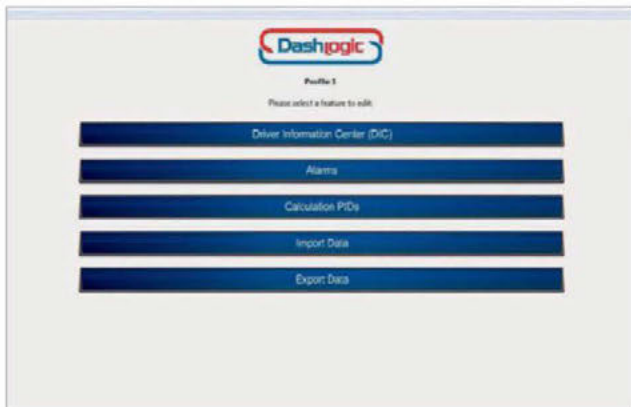 Dashlogic
Profile 1
Please select a feature to edit:
Driver Information Center (DIC)
Alarms
Calculation PIDs
Import Data
Export Data